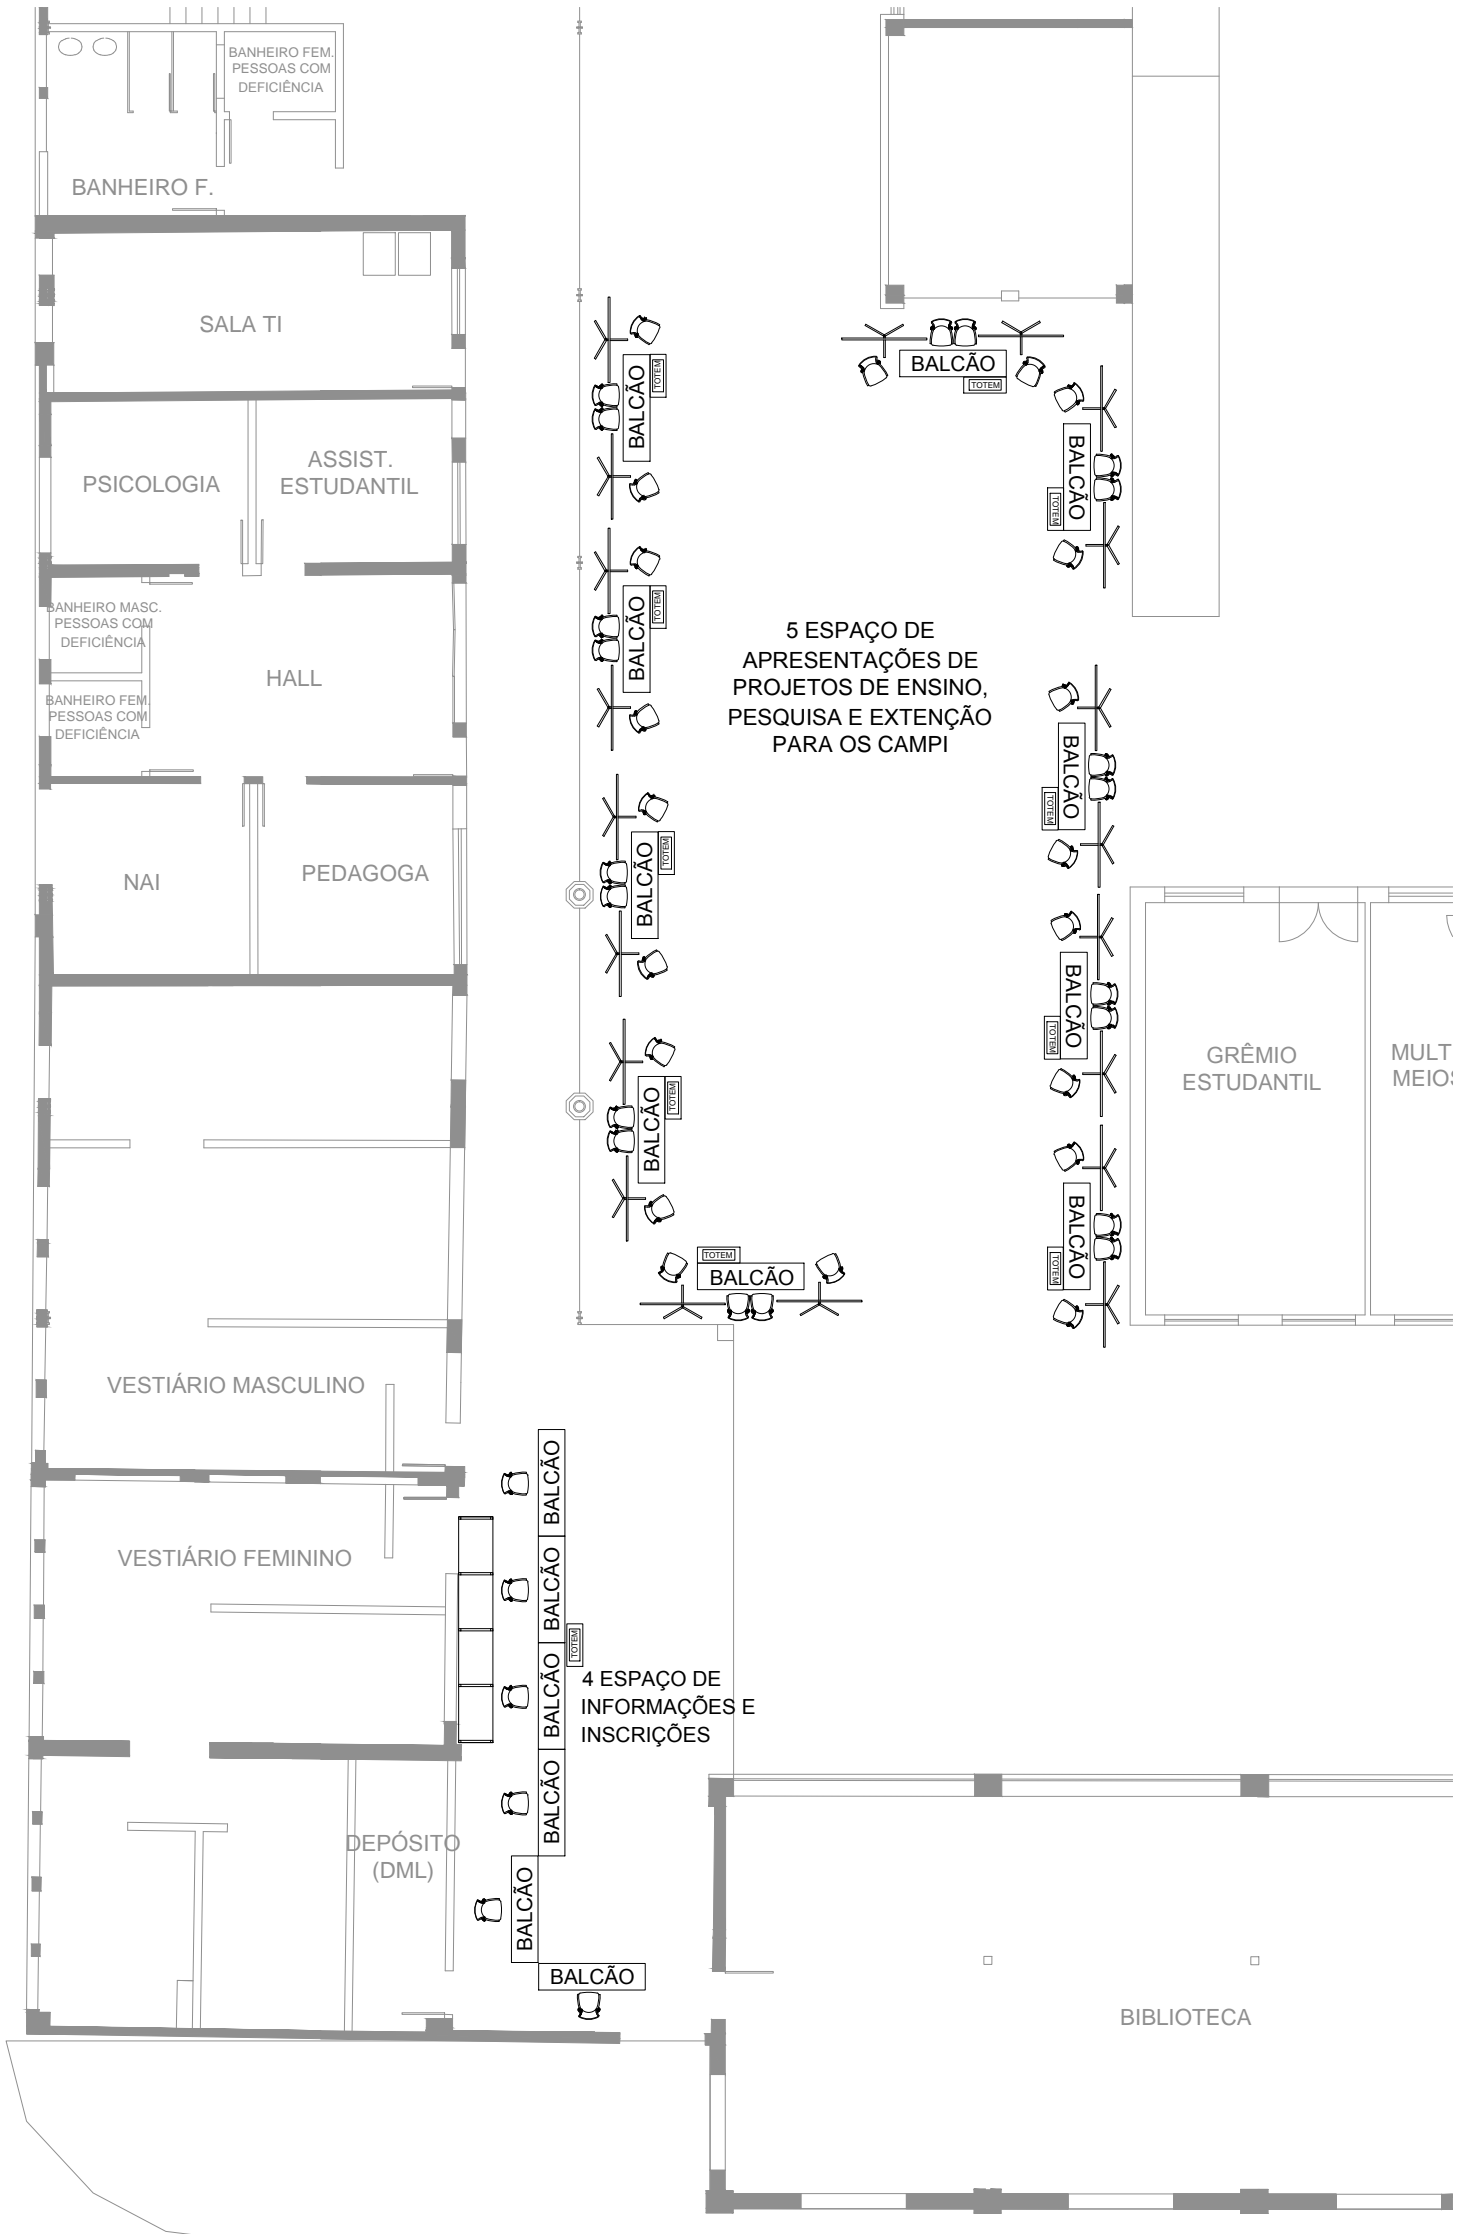 BANHEIRO FEM.
PESSOAS COM
DEFICIÊNCIA
BANHEIRO F.
SALA TI
PSICOLOGIA
ASSIST.
ESTUDANTIL
BANHEIRO MASC.
PESSOAS COM
DEFICIÊNCIA
HALL
BANHEIRO FEM.
PESSOAS COM
DEFICIÊNCIA
NAI
PEDAGOGA
VESTIÁRIO MASCULINO
VESTIÁRIO FEMININO
DEPÓSITO
(DML)
BALCÃO
TOTEM
BALCÃO
TOTEM
BALCÃO
TOTEM
BALCÃO
TOTEM
TOTEM
BALCÃO
BALCÃO
TOTEM
BALCÃO
TOTEM
BALCÃO
TOTEM
BALCÃO
TOTEM
BALCÃO
TOTEM
5 ESPAÇO DE
APRESENTAÇÕES DE
PROJETOS DE ENSINO,
PESQUISA E EXTENÇÃO
PARA OS CAMPI
GRÊMIO
ESTUDANTIL
MULT
MEIOS
BALCÃO
BALCÃO
TOTEM
BALCÃO
BALCÃO
BALCÃO
BALCÃO
4 ESPAÇO DE
INFORMAÇÕES E
INSCRIÇÕES
BIBLIOTECA